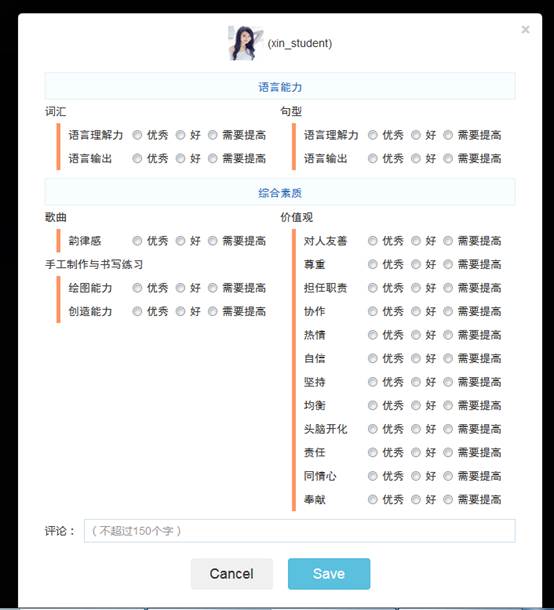 (xin_student)
×
语言能力
词汇
语言理解力 优秀 好 需要提高
语言输出 优秀 好 需要提高
句型
语言理解力 优秀 好 需要提高
语言输出 优秀 好 需要提高
综合素质
歌曲
韵律感 优秀 好 需要提高
手工制作与书写练习
绘图能力 优秀 好 需要提高
创造能力 优秀 好 需要提高
价值观
对人友善 优秀 好 需要提高
尊重 优秀 好 需要提高
担任职责 优秀 好 需要提高
协作 优秀 好 需要提高
热情 优秀 好 需要提高
自信 优秀 好 需要提高
坚持 优秀 好 需要提高
均衡 优秀 好 需要提高
头脑开化 优秀 好 需要提高
责任 优秀 好 需要提高
同情心 优秀 好 需要提高
奉献 优秀 好 需要提高
评论： （不超过150个字）
Cancel Save